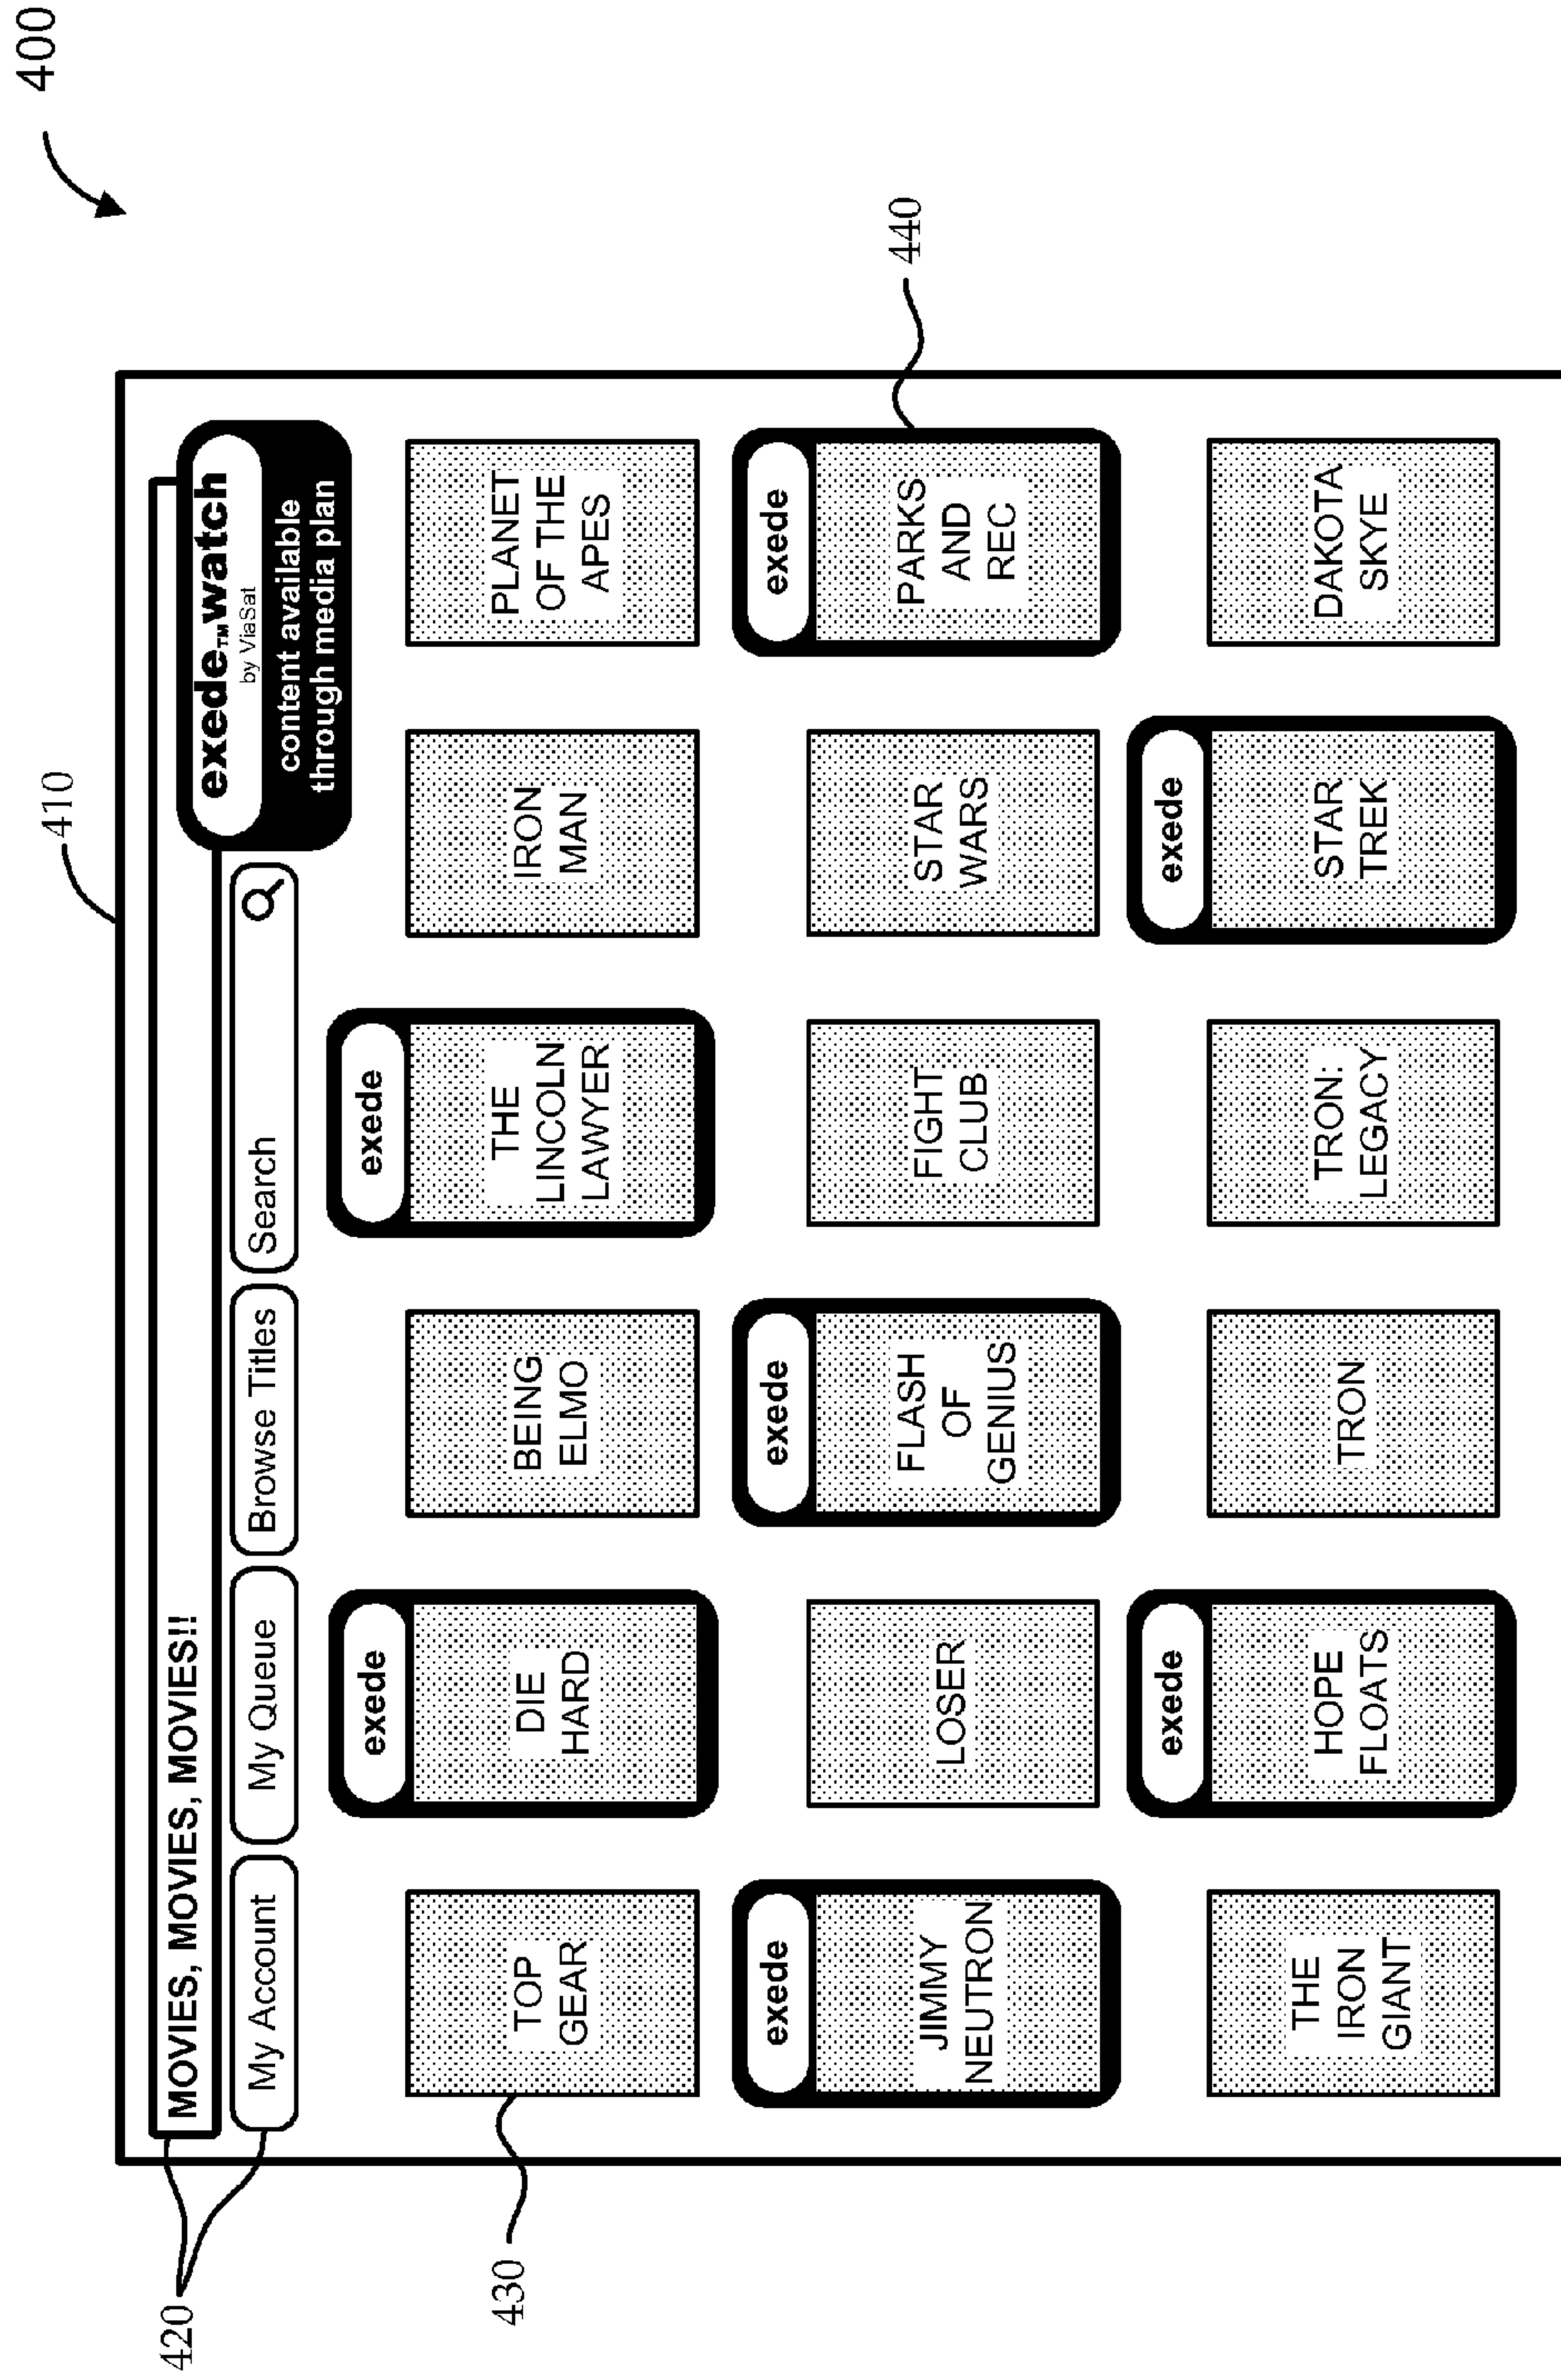 400
410
420
MOVIES, MOVIES, MOVIES!!
exede™watch
by ViaSat
content available
through media plan
My Account
My Queue
Browse Titles
Search
430
TOP
GEAR
exede
DIE
HARD
BEING
ELMO
exede
THE
LINCOLN
LAWYER
IRON
MAN
PLANET
OF THE
APES
exede
JIMMY
NEUTRON
LOSER
exede
FLASH
OF
GENIUS
FIGHT
CLUB
STAR
WARS
exede
PARKS
AND
REC
440
THE
IRON
GIANT
exede
HOPE
FLOATS
TRON
TRON:
LEGACY
exede
STAR
TREK
DAKOTA
SKYE